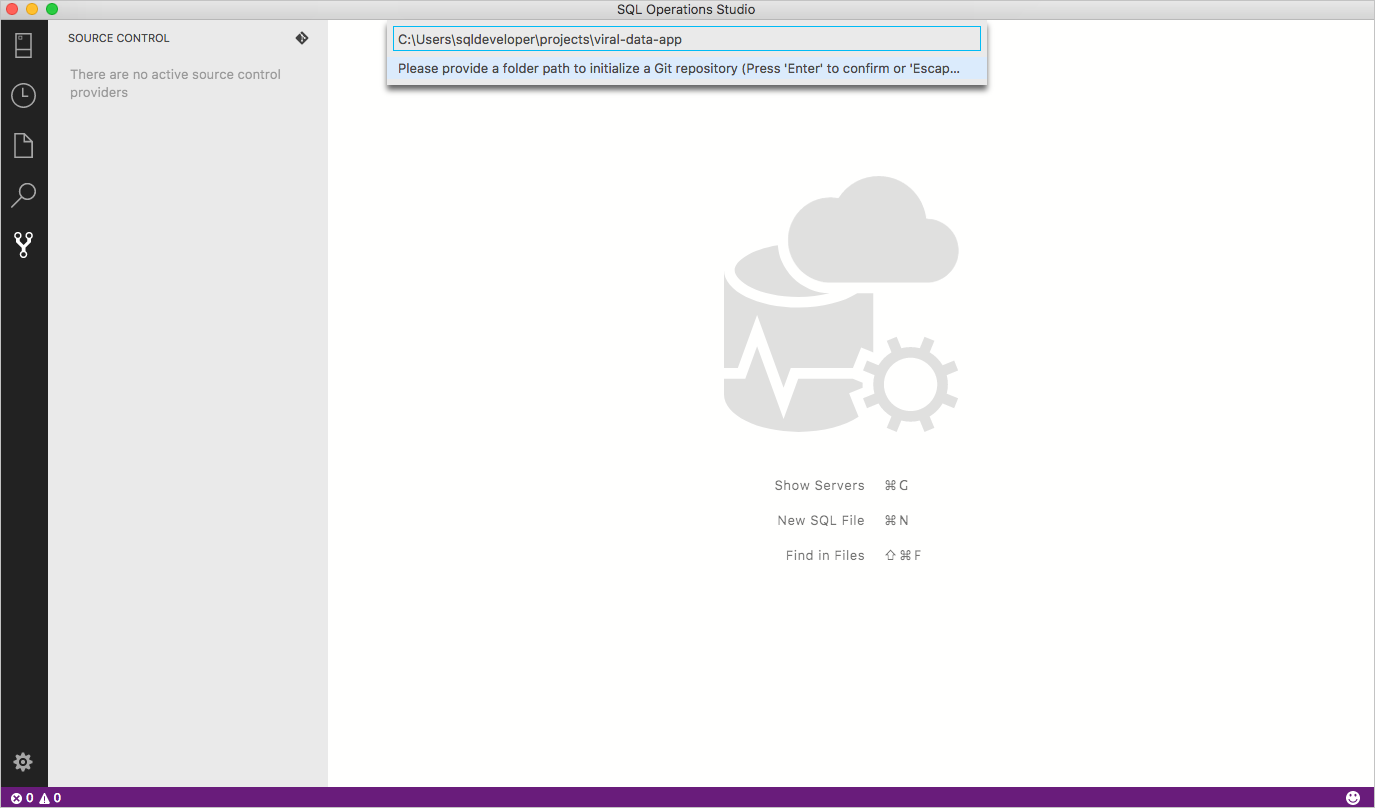 SQL Operations Studio
SOURCE CONTROL
There are no active source control
providers
C:\Users\sqldeveloper\projects\viral-data-app
Please provide a folder path to initialize a Git repository (Press 'Enter' to confirm or 'Escap...
Show Servers ⌘G
New SQL File ⌘N
Find in Files ⇧⌘F
0 0